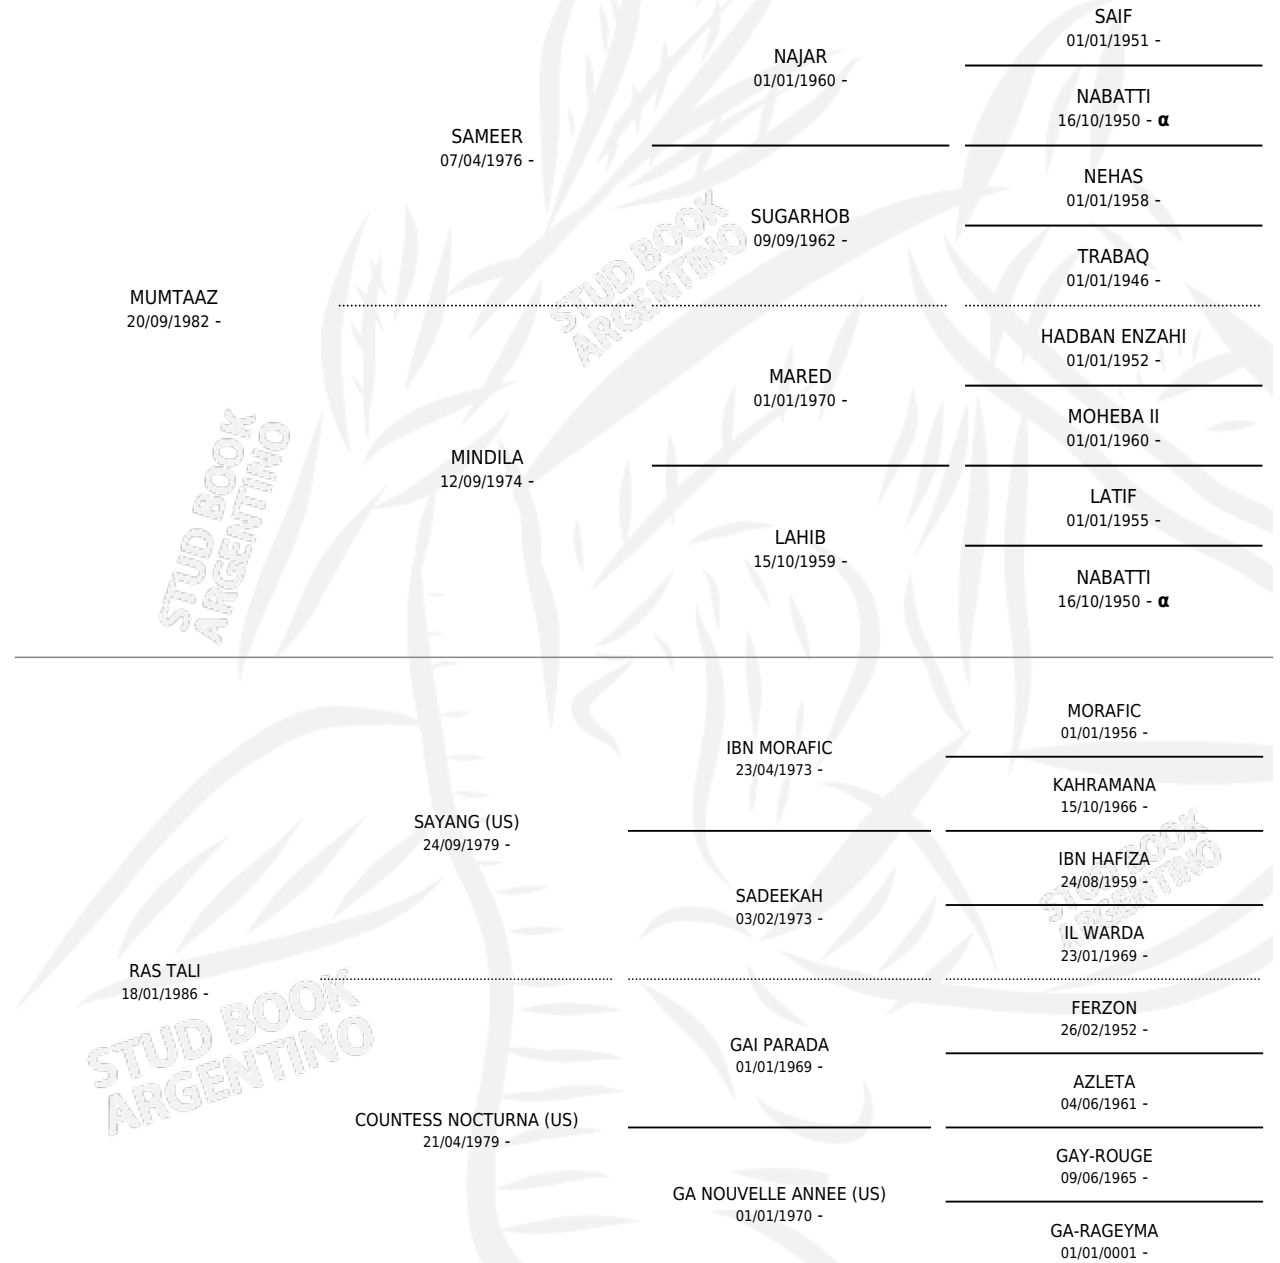 SAIF
01/01/1951 -
NAJAR
01/01/1960 -
NABATTI
16/10/1950 - α
SAMEER
07/04/1976 -
NEHAS
01/01/1958 -
SUGARHOB
09/09/1962 -
TRABAQ
01/01/1946 -
MUMTAAZ
20/09/1982 -
HADBAN ENZAHI
01/01/1952 -
MARED
01/01/1970 -
MOHEBA II
01/01/1960 -
MINDILA
12/09/1974 -
LATIF
01/01/1955 -
LAHIB
15/10/1959 -
NABATTI
16/10/1950 - α
MORAFIC
01/01/1956 -
IBN MORAFIC
23/04/1973 -
KAHRAMANA
15/10/1966 -
SAYANG (US)
24/09/1979 -
IBN HAFIZA
24/08/1959 -
SADEEKAH
03/02/1973 -
IL WARDA
23/01/1969 -
RAS TALI
18/01/1986 -
FERZON
26/02/1952 -
GAI PARADA
01/01/1969 -
AZLETA
04/06/1961 -
COUNTESS NOCTURNA (US)
21/04/1979 -
GAY-ROUGE
09/06/1965 -
GA NOUVELLE ANNEE (US)
01/01/1970 -
GA-RAGEYMA
01/01/0001 -
STUD BOOK
ARGENTINO
STUD BOOK
ARGENTINO
STUD BOOK
ARGENTINO
STUD BOOK
ARGENTINO